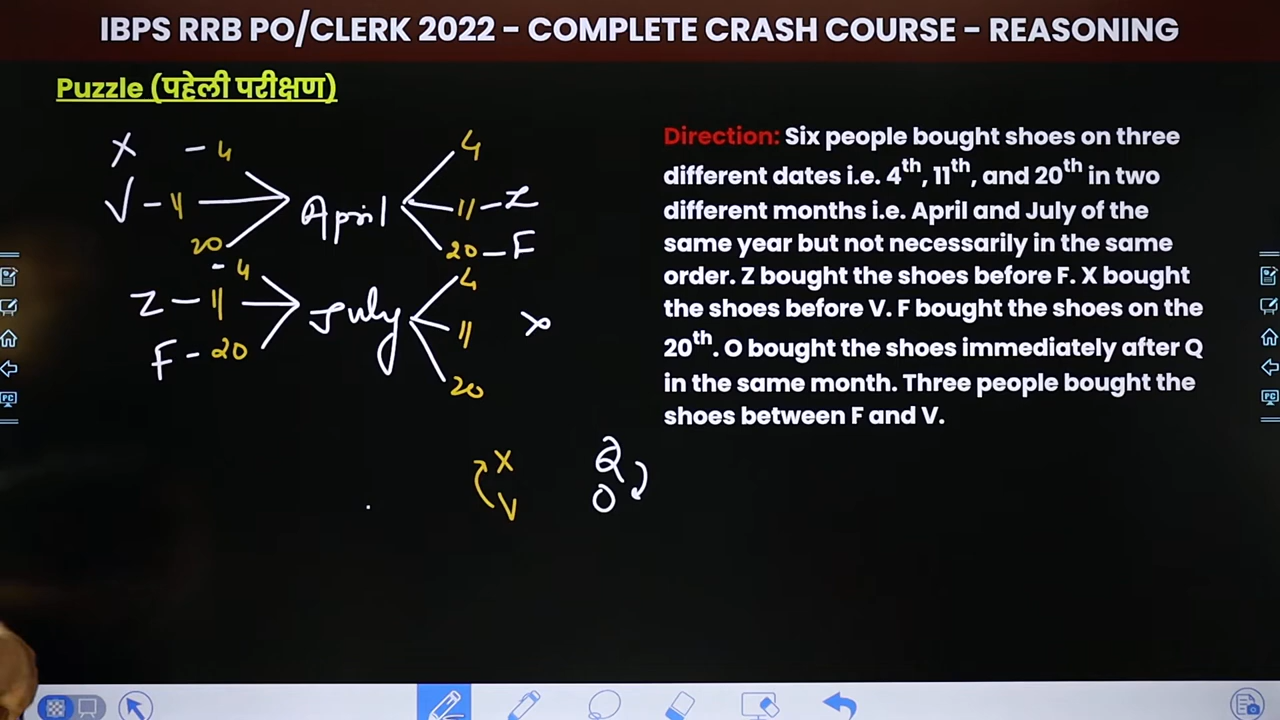 IBPS RRB PO/CLERK 2022 - COMPLETE CRASH COURSE - REASONING
Puzzle (पहेली परीक्षण)
X - 4
V - 11
20
April
4
11 - Z
20 - F
- 4
Z - 11
F - 20
July
4
11
20
X
X
V
Q
O
Direction: Six people bought shoes on three
different dates i.e. 4th, 11th, and 20th in two
different months i.e. April and July of the
same year but not necessarily in the same
order. Z bought the shoes before F. X bought
the shoes before V. F bought the shoes on the
20th. O bought the shoes immediately after Q
in the same month. Three people bought the
shoes between F and V.
PC
PC